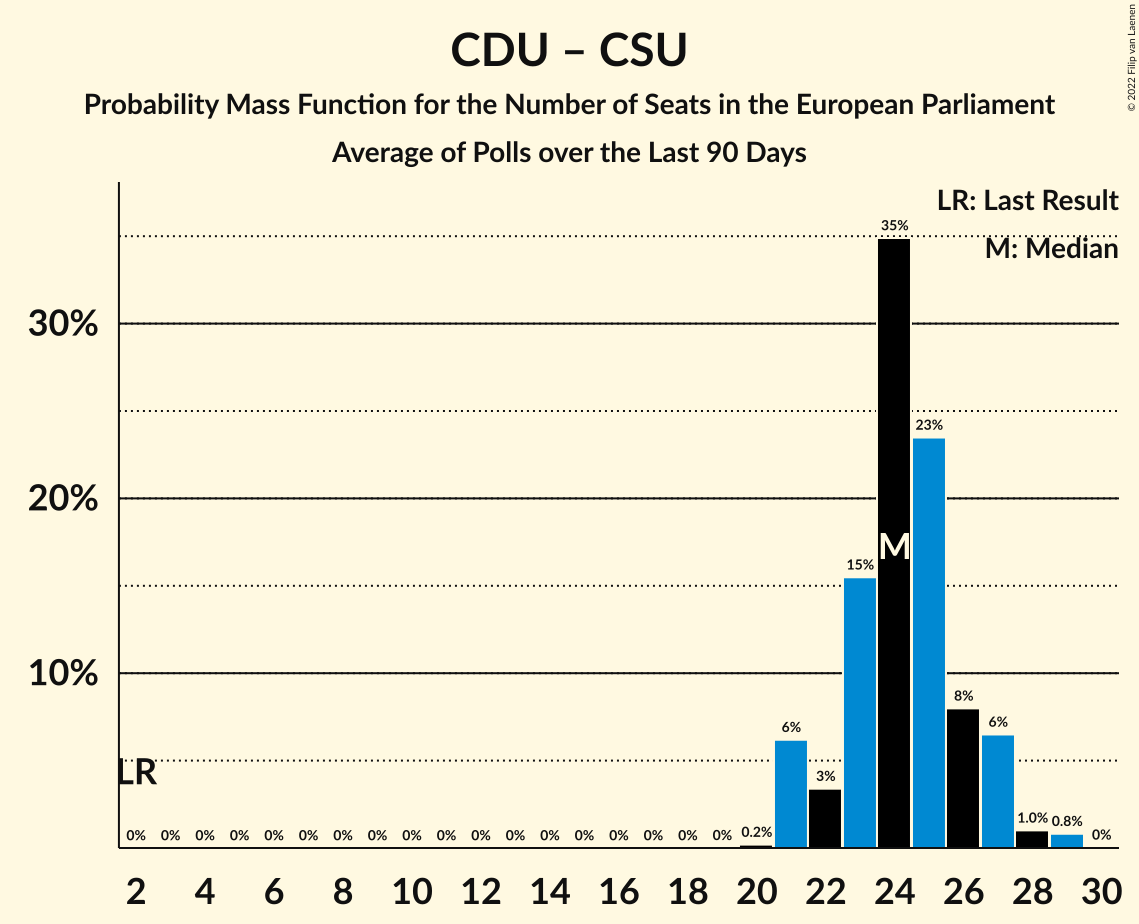 CDU – CSU
Probability Mass Function for the Number of Seats in the European Parliament
Average of Polls over the Last 90 Days
© 2022 Filip van Laenen
LR: Last Result
M: Median
30%
20%
10%
LR
M
0% 0% 0% 0% 0% 0% 0% 0% 0% 0% 0% 0% 0% 0% 0% 0% 0% 0% 0.2% 6% 3% 15% 35% 23% 8% 6% 1.0% 0.8% 0%
2 4 6 8 10 12 14 16 18 20 22 24 26 28 30